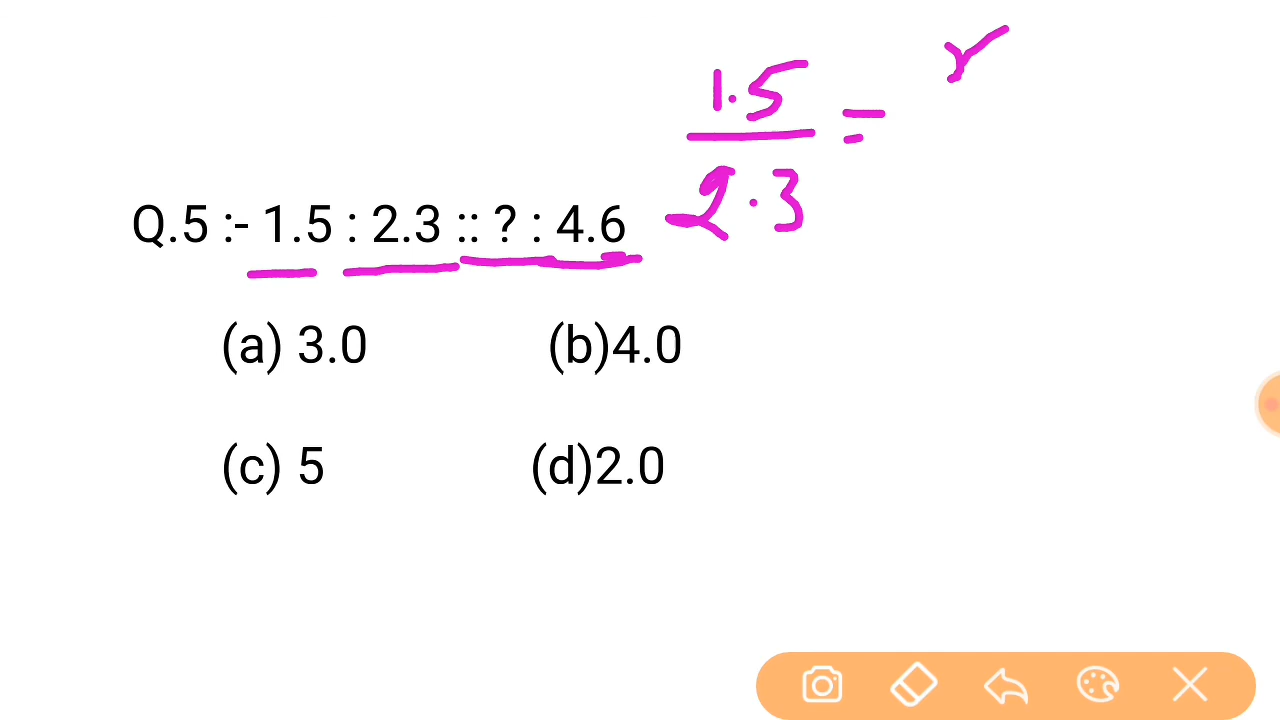 1.5
=
2.3
Q.5 :- 1.5 : 2.3 :: ? : 4.6
(a) 3.0 (b)4.0
(c) 5 (d)2.0